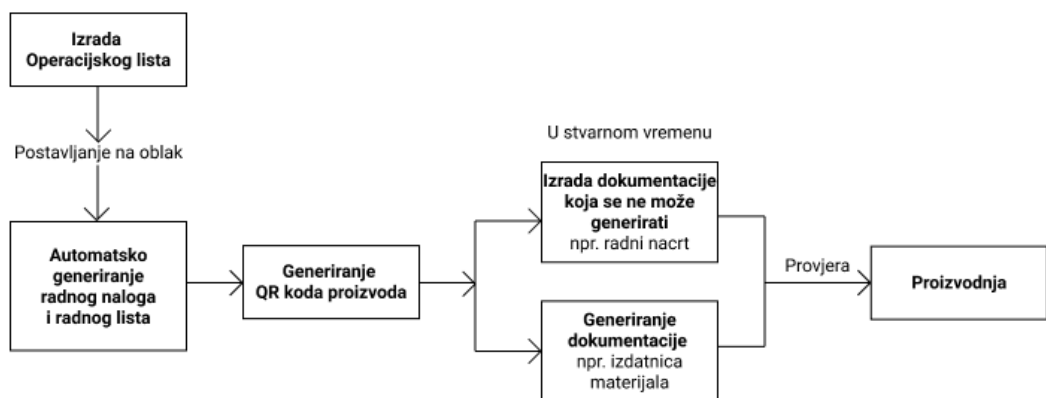 Izrada
Operacijskog lista
Postavljanje na oblak
Automatsko
generiranje
radnog naloga
i radnog lista
Generiranje
QR koda proizvoda
U stvarnom vremenu
Izrada dokumentacije
koja se ne može
generirati
npr. radni nacrt
Generiranje
dokumentacije
npr. izdatnica
materijala
Provjera
Proizvodnja